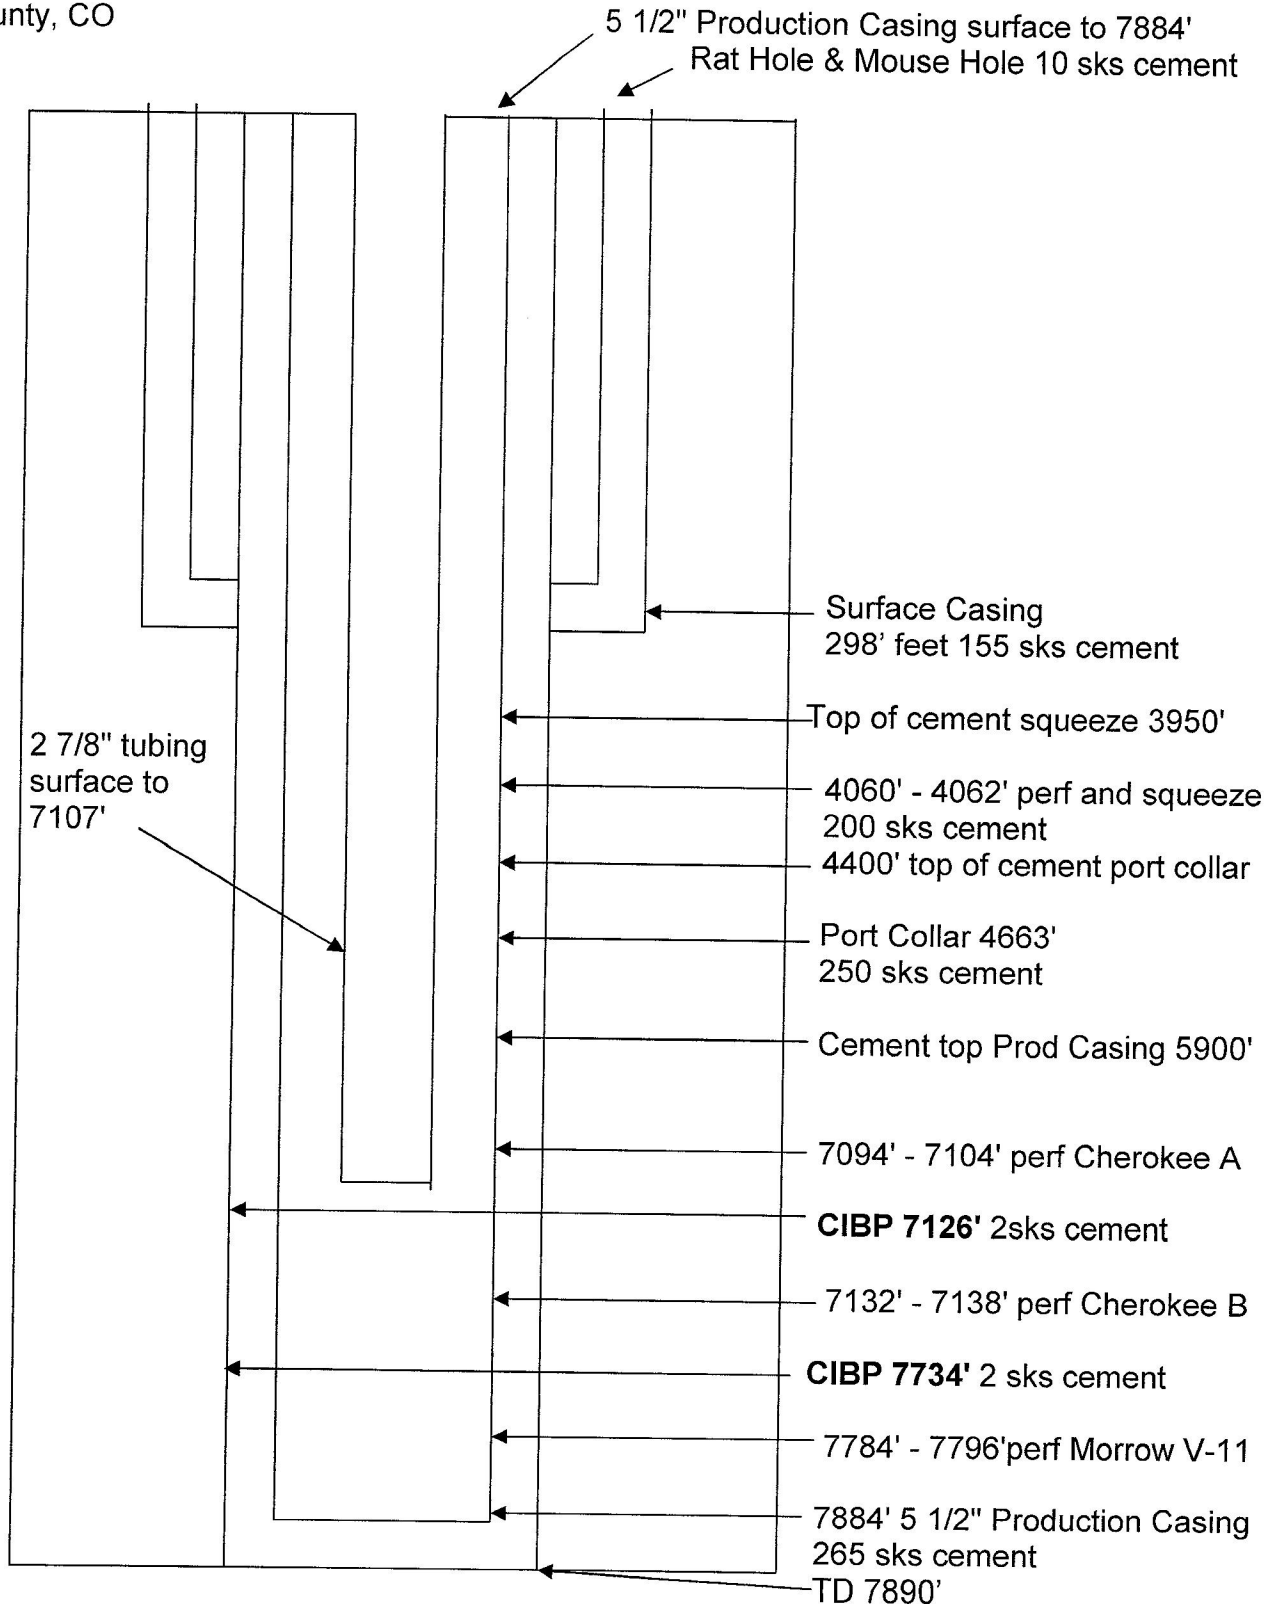 unty, CO
5 1/2" Production Casing surface to 7884'
Rat Hole & Mouse Hole 10 sks cement
Surface Casing
298' feet 155 sks cement
Top of cement squeeze 3950'
2 7/8" tubing
surface to
7107'
4060' - 4062' perf and squeeze
200 sks cement
4400' top of cement port collar
Port Collar 4663'
250 sks cement
Cement top Prod Casing 5900'
7094' - 7104' perf Cherokee A
CIBP 7126' 2sks cement
7132' - 7138' perf Cherokee B
CIBP 7734' 2 sks cement
7784' - 7796'perf Morrow V-11
7884' 5 1/2" Production Casing
265 sks cement
TD 7890'